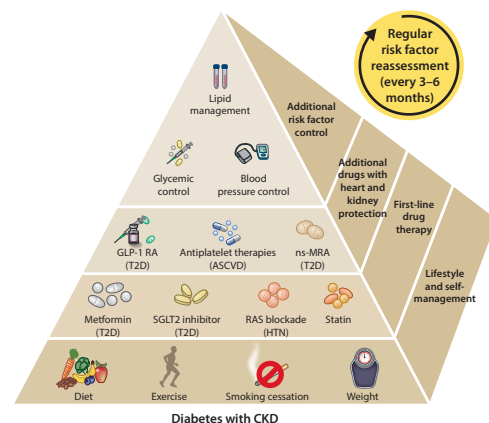 Regular
risk factor
reassessment
(every 3–6
months)
Lipid
management
Additional
risk factor
control
Glycemic
control
Blood
pressure control
Additional
drugs with
heart and
kidney
protection
First-line
drug
therapy
GLP-1 RA
(T2D)
Antiplatelet therapies
(ASCVD)
ns-MRA
(T2D)
Lifestyle
and self-
management
Metformin
(T2D)
SGLT2 inhibitor
(T2D)
RAS blockade
(HTN)
Statin
Diet
Exercise
Smoking cessation
Weight
Diabetes with CKD